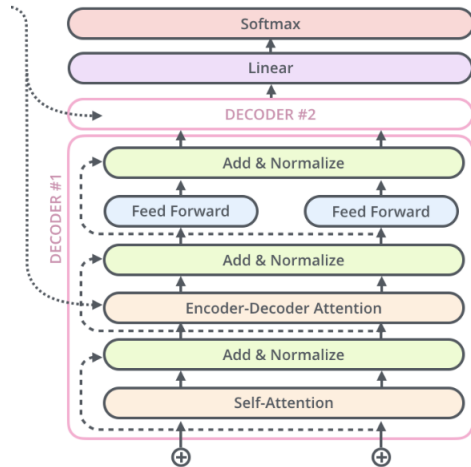 Softmax
Linear
DECODER #2
DECODER #1
Add & Normalize
Feed Forward
Feed Forward
Add & Normalize
Encoder-Decoder Attention
Add & Normalize
Self-Attention